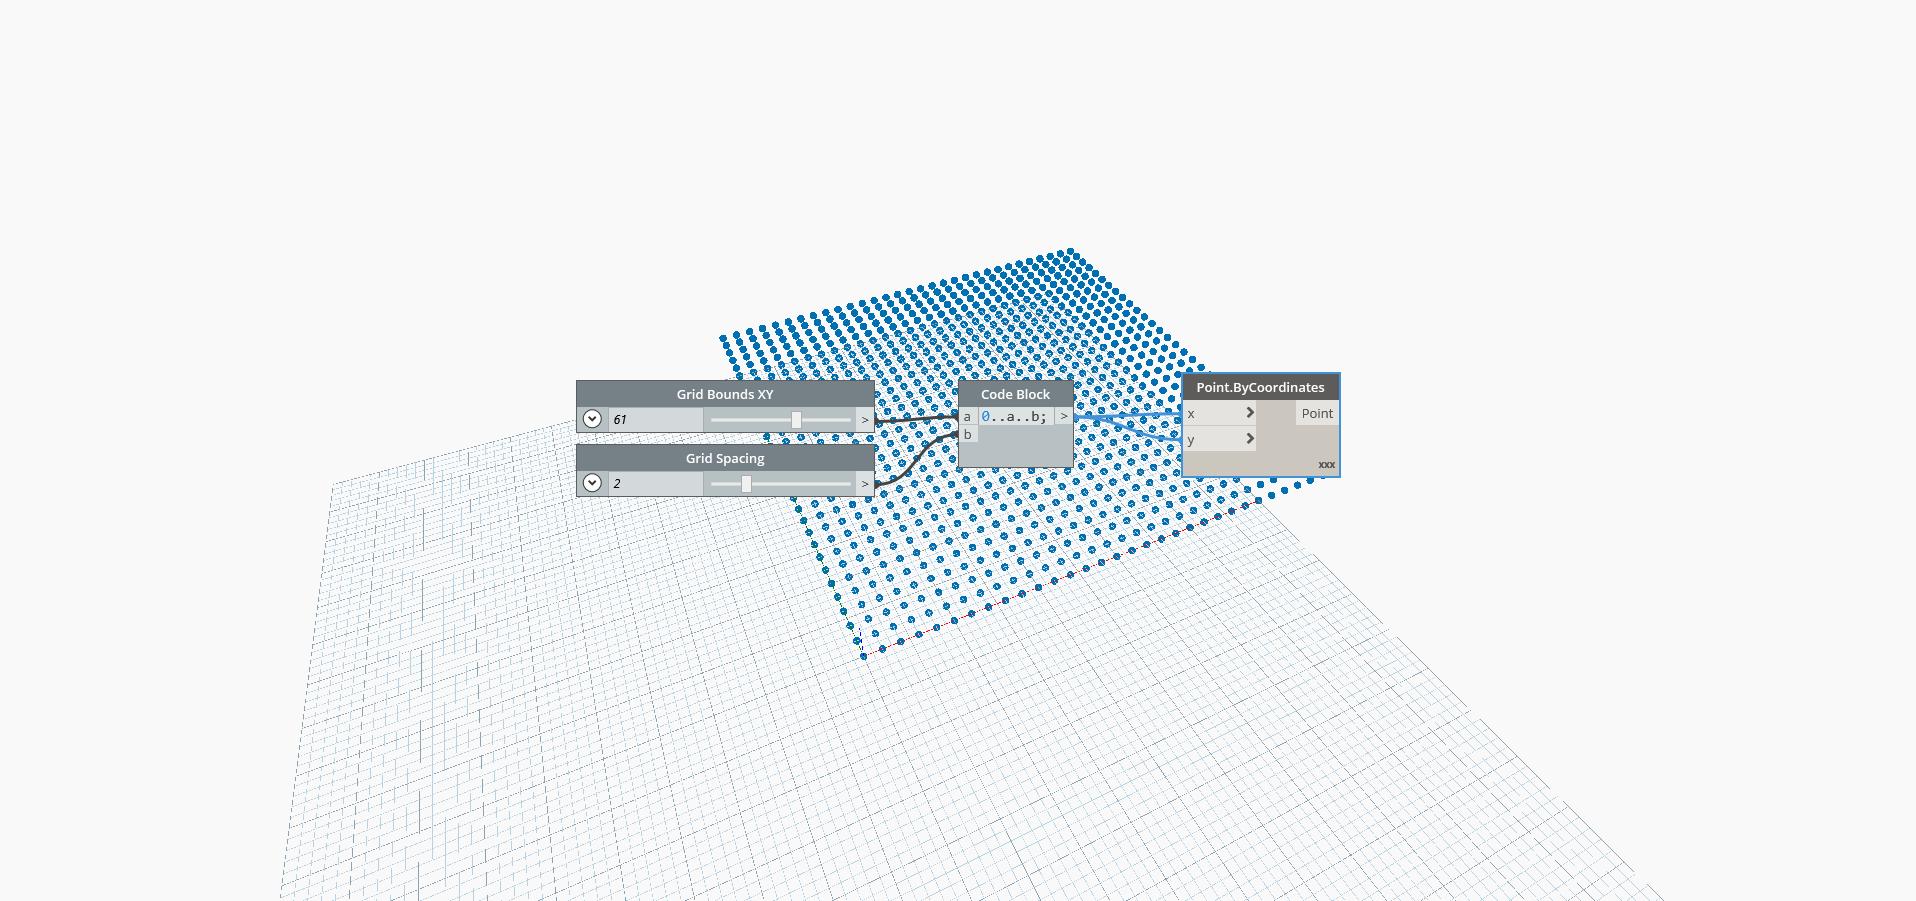 Grid Bounds XY
61
>
Grid Spacing
2
>
Code Block
a
0..a..b;
>
b
Point.ByCoordinates
x
Point
y
xxx